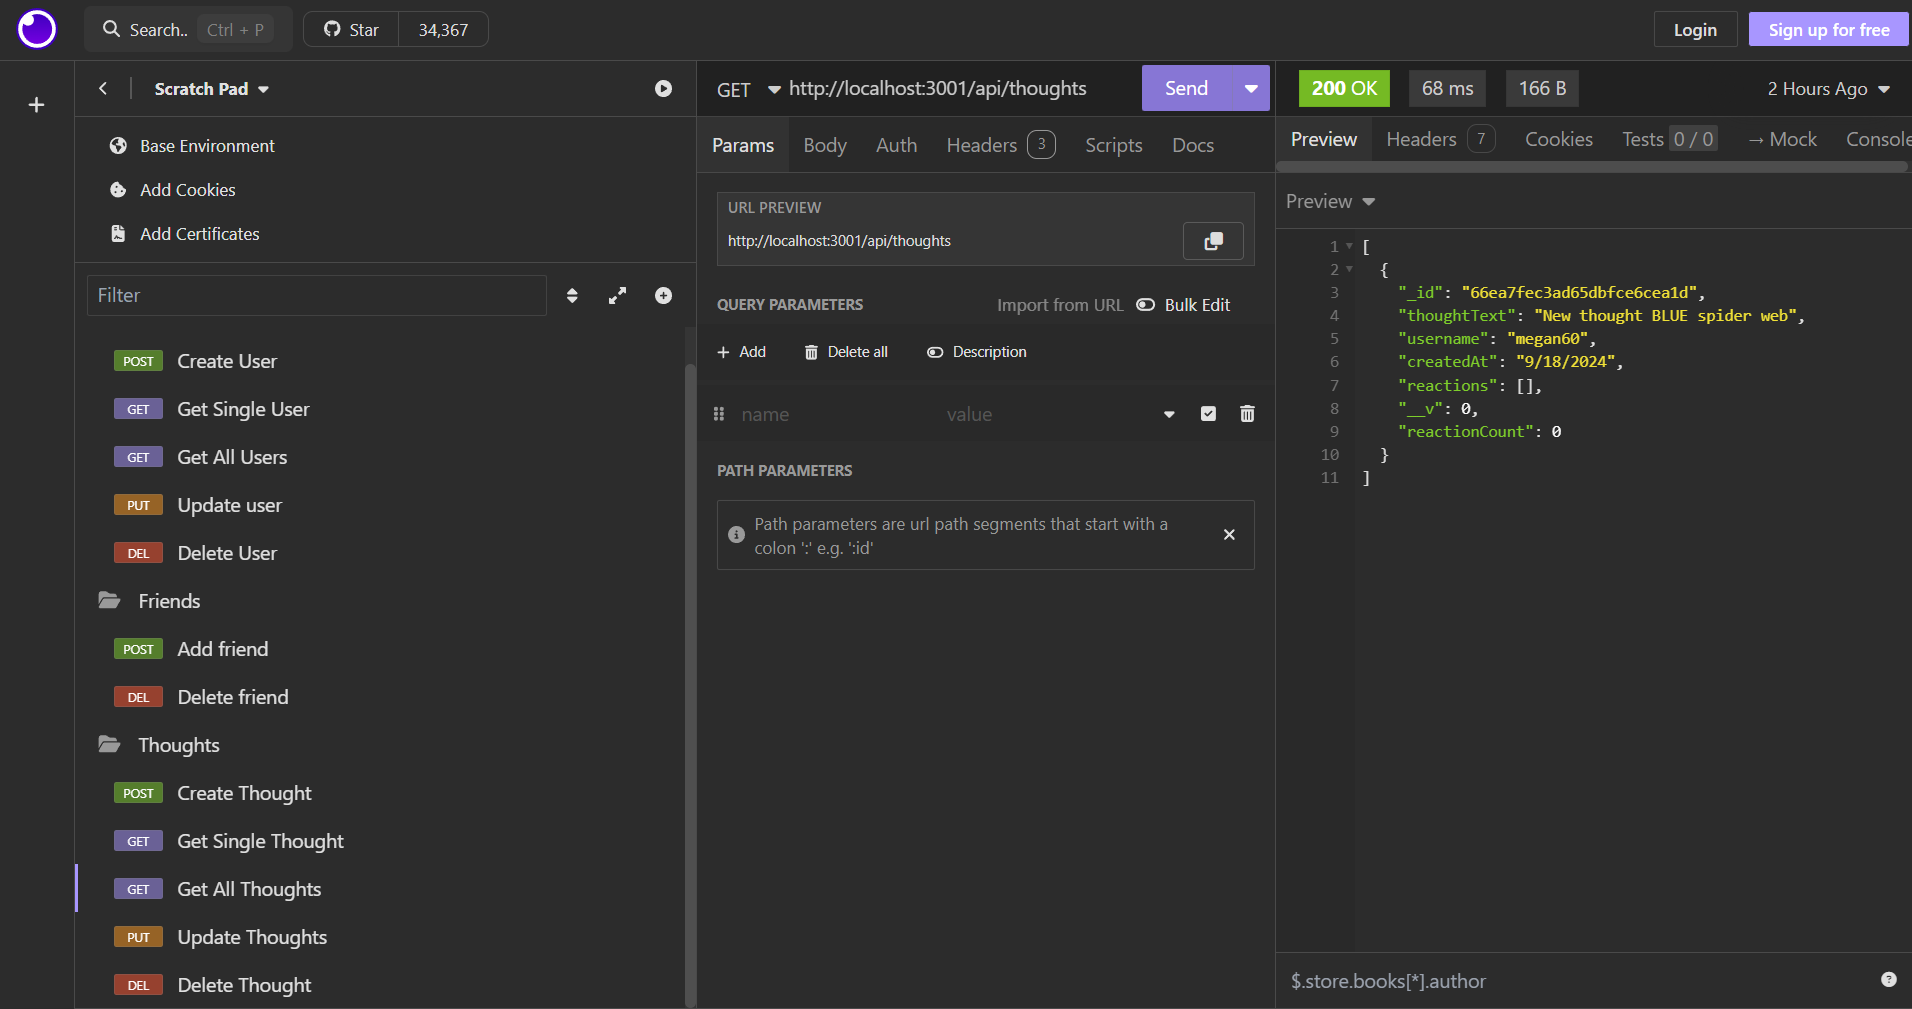 Search.. Ctrl + P
Star 34,367
Login
Sign up for free
Scratch Pad
Base Environment
Add Cookies
Add Certificates
Filter
POST Create User
GET Get Single User
GET Get All Users
PUT Update user
DEL Delete User
Friends
POST Add friend
DEL Delete friend
Thoughts
POST Create Thought
GET Get Single Thought
GET Get All Thoughts
PUT Update Thoughts
DEL Delete Thought
GET http://localhost:3001/api/thoughts Send
Params Body Auth Headers 3 Scripts Docs
URL PREVIEW
http://localhost:3001/api/thoughts
QUERY PARAMETERS Import from URL Bulk Edit
Add Delete all Description
name value
PATH PARAMETERS
Path parameters are url path segments that start with a
colon ':' e.g. ':id'
200 OK 68 ms 166 B 2 Hours Ago
Preview Headers 7 Cookies Tests 0 / 0 → Mock Console
Preview
1 [
2 {
3 "_id": "66ea7fec3ad65dbfce6cea1d",
4 "thoughtText": "New thought BLUE spider web",
5 "username": "megan60",
6 "createdAt": "9/18/2024",
7 "reactions": [],
8 "__v": 0,
9 "reactionCount": 0
10 }
11 ]
$.store.books[*].author